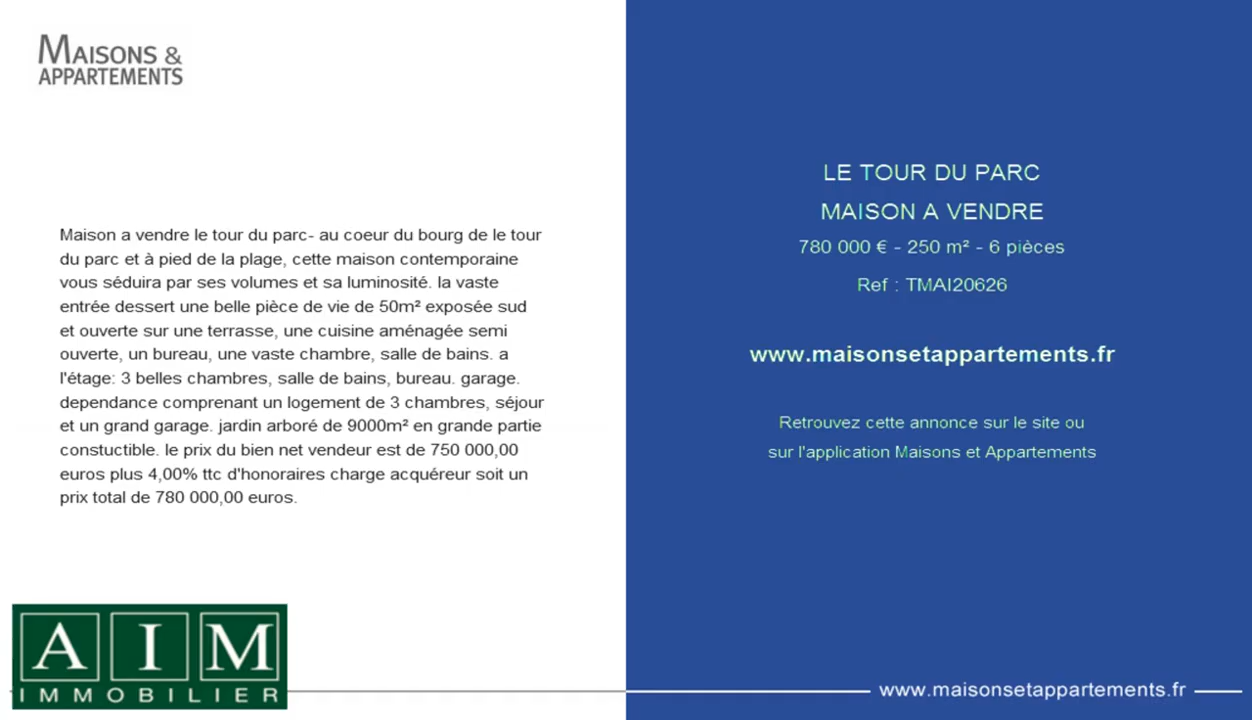 MAISONS &
APPARTEMENTS
Maison a vendre le tour du parc- au coeur du bourg de le tour
du parc et à pied de la plage, cette maison contemporaine
vous séduira par ses volumes et sa luminosité. la vaste
entrée dessert une belle pièce de vie de 50m² exposée sud
et ouverte sur une terrasse, une cuisine aménagée semi
ouverte, un bureau, une vaste chambre, salle de bains. a
l'étage: 3 belles chambres, salle de bains, bureau. garage.
dependance comprenant un logement de 3 chambres, séjour
et un grand garage. jardin arboré de 9000m² en grande partie
constuctible. le prix du bien net vendeur est de 750 000,00
euros plus 4,00% ttc d'honoraires charge acquéreur soit un
prix total de 780 000,00 euros.
AIM
IMMOBILIER
LE TOUR DU PARC
MAISON A VENDRE
780 000 € - 250 m² - 6 pièces
Ref : TMAI20626
www.maisonsetappartements.fr
Retrouvez cette annonce sur le site ou
sur l'application Maisons et Appartements
www.maisonsetappartements.fr